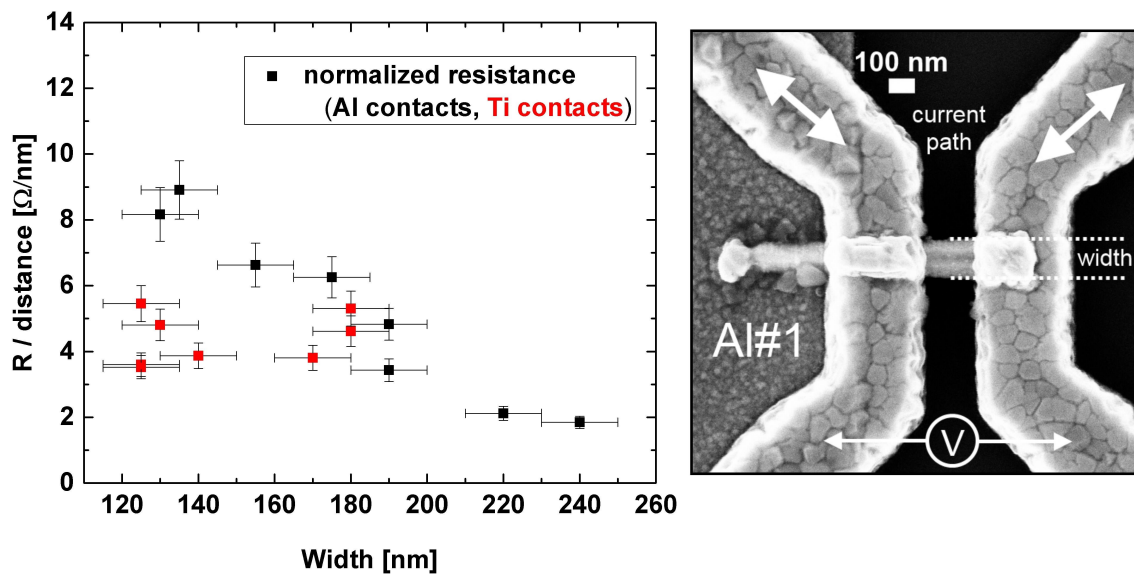 14
12
10
8
6
4
2
0
R / distance [Ω/nm]
normalized resistance
(Al contacts, Ti contacts)
120 140 160 180 200 220 240 260
Width [nm]
100 nm
current
path
width
Al#1
V